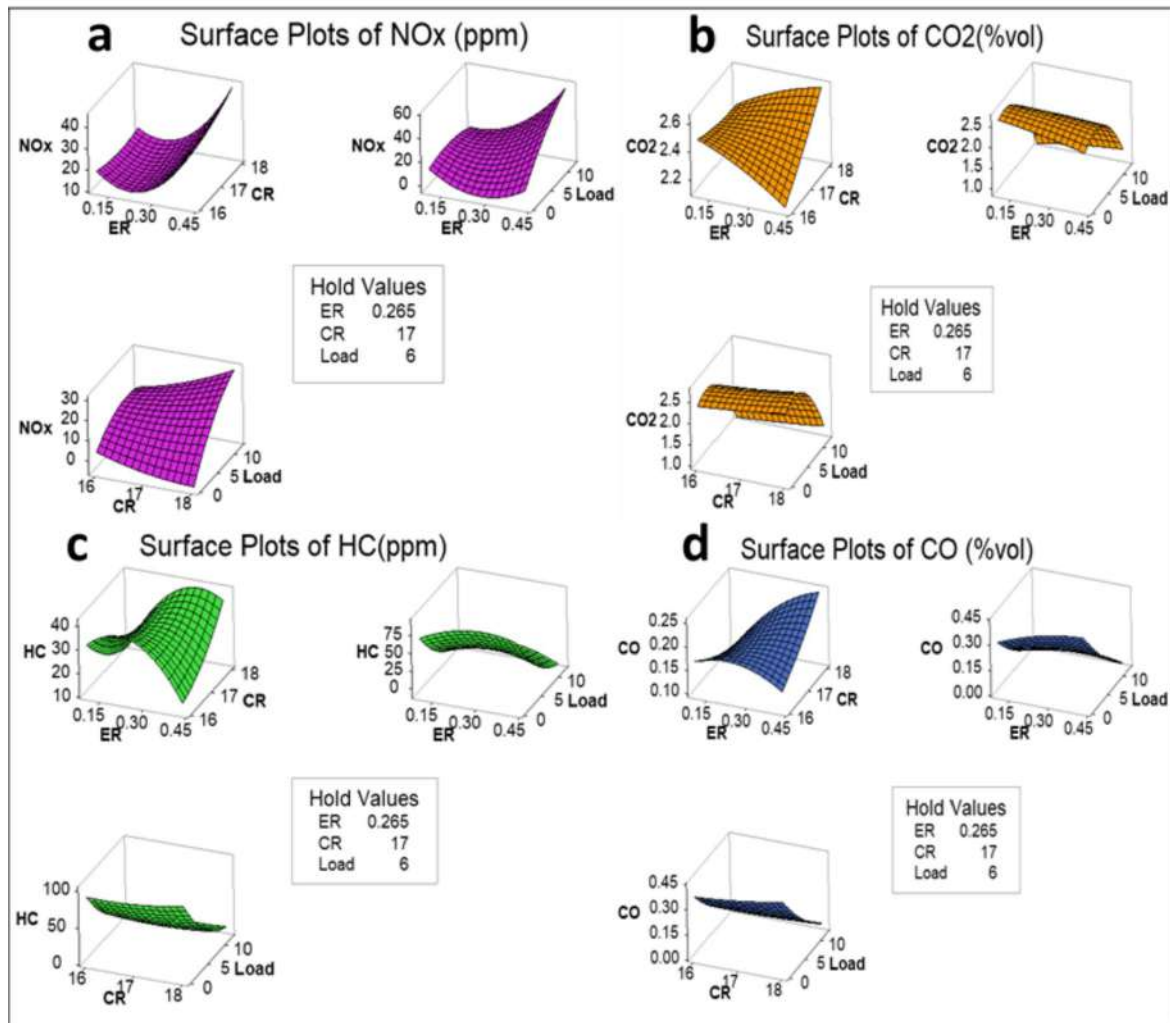 a
Surface Plots of NOx (ppm)
40
30
20
10
NOx
0.15
0.30
0.45
ER
16
17
18
CR
60
40
20
0
NOx
0.15
0.30
0.45
ER
0
5
10
Load
Hold Values
ER 0.265
CR 17
Load 6
30
20
10
0
NOx
16
17
18
CR
0
5
10
Load
b
Surface Plots of CO2(%vol)
2.6
2.4
2.2
CO2
0.15
0.30
0.45
ER
16
17
18
CR
2.5
2.0
1.5
1.0
CO2
0.15
0.30
0.45
ER
0
5
10
Load
Hold Values
ER 0.265
CR 17
Load 6
2.5
2.0
1.5
1.0
CO2
16
17
18
CR
0
5
10
Load
c
Surface Plots of HC(ppm)
40
30
20
10
HC
0.15
0.30
0.45
ER
16
17
18
CR
75
50
25
0
HC
0.15
0.30
0.45
ER
0
5
10
Load
Hold Values
ER 0.265
CR 17
Load 6
100
50
0
HC
16
17
18
CR
0
5
10
Load
d
Surface Plots of CO (%vol)
0.25
0.20
0.15
0.10
CO
0.15
0.30
0.45
ER
16
17
18
CR
0.45
0.30
0.15
0.00
CO
0.15
0.30
0.45
ER
0
5
10
Load
Hold Values
ER 0.265
CR 17
Load 6
0.45
0.30
0.15
0.00
CO
16
17
18
CR
0
5
10
Load